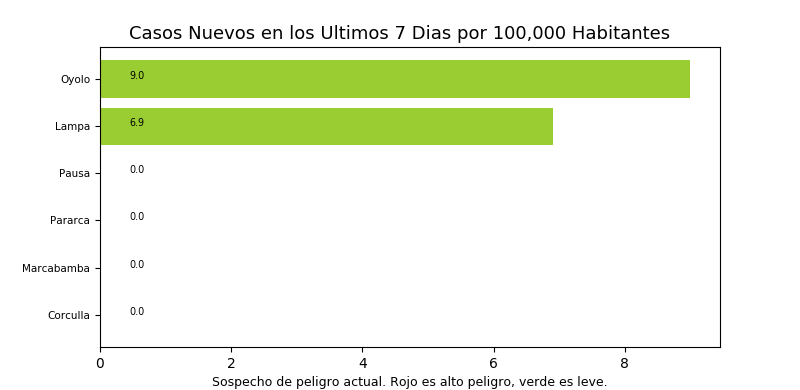 Casos Nuevos en los Ultimos 7 Dias por 100,000 Habitantes
Oyolo 9.0
Lampa 6.9
Pausa 0.0
Pararca 0.0
Marcabamba 0.0
Corculla 0.0
0 2 4 6 8
Sospecho de peligro actual. Rojo es alto peligro, verde es leve.